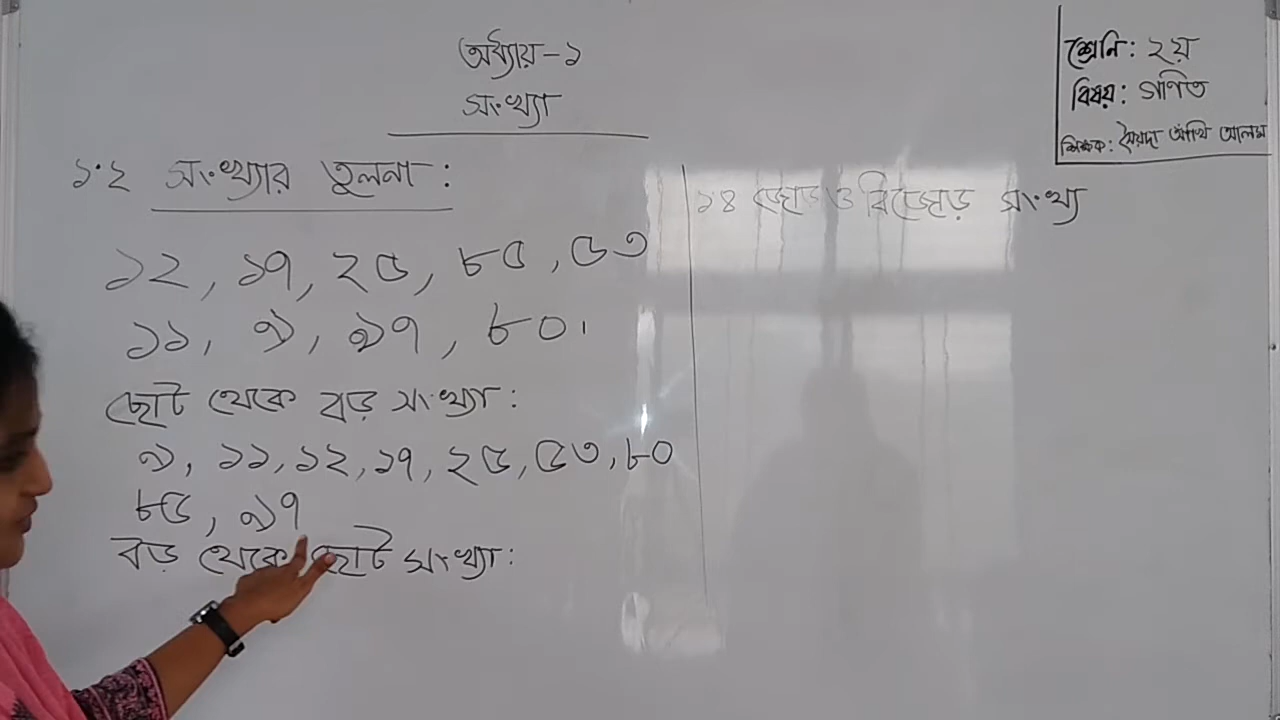 অধ্যায়-১
সংখ্যা
শ্রেণি: ২য়
বিষয়: গণিত
শিক্ষক: সৈয়দা আঁখি আলম
১.২ সংখ্যার তুলনা:
১২, ১৭, ২৫, ৮৫, ৫৩
১১, ৯, ৯৭, ৮০।
ছোট থেকে বড় সংখ্যা:
৯, ১১, ১২, ১৭, ২৫, ৫৩, ৮০
৮৫, ৯৭
বড় থেকে ছোট সংখ্যা:
১.৪ জোড় ও বিজোড় সংখ্য